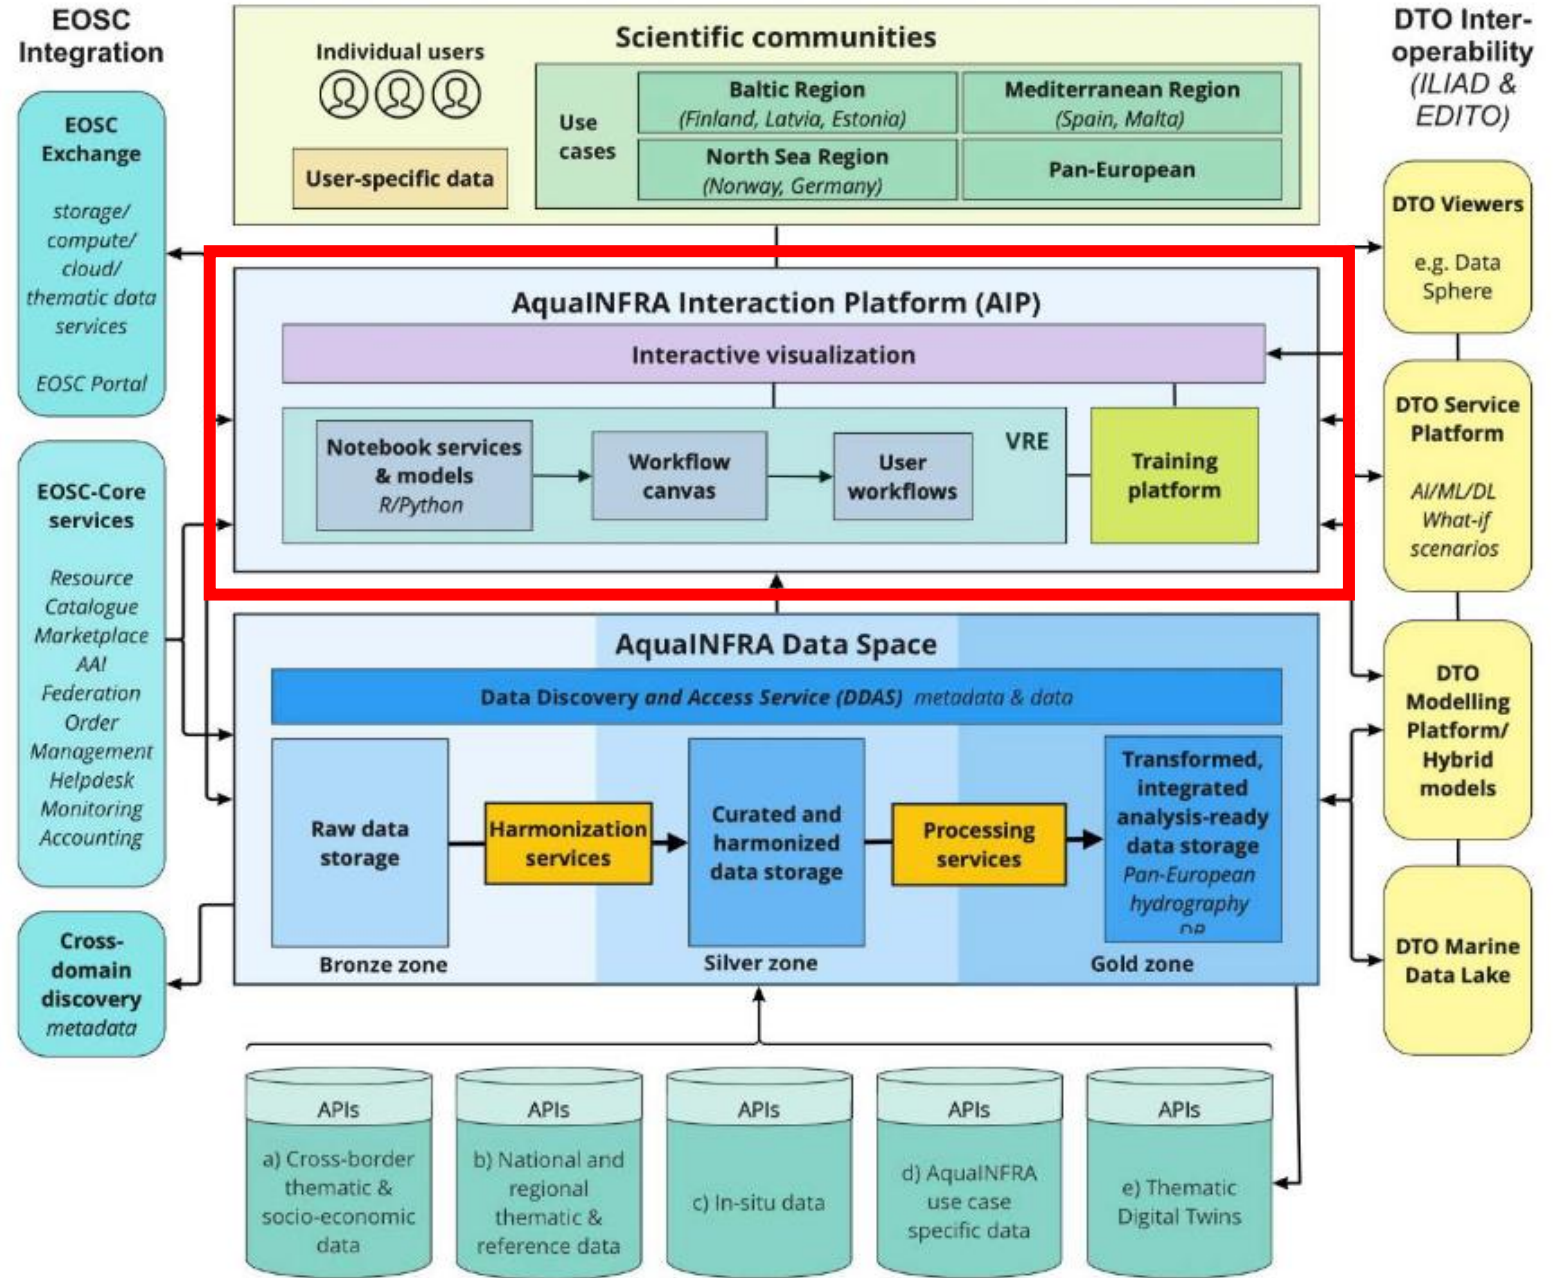 EOSC
Integration
EOSC
Exchange
storage/
compute/
cloud/
thematic data
services
EOSC Portal
EOSC-Core
services
Resource
Catalogue
Marketplace
AAI
Federation
Order
Management
Helpdesk
Monitoring
Accounting
Cross-
domain
discovery
metadata
Scientific communities
Individual users
User-specific data
Use
cases
Baltic Region
(Finland, Latvia, Estonia)
Mediterranean Region
(Spain, Malta)
North Sea Region
(Norway, Germany)
Pan-European
AquaINFRA Interaction Platform (AIP)
Interactive visualization
Notebook services
& models
R/Python
Workflow
canvas
User
workflows
VRE
Training
platform
AquaINFRA Data Space
Data Discovery and Access Service (DDAS) metadata & data
Raw data
storage
Harmonization
services
Curated and
harmonized
data storage
Processing
services
Transformed,
integrated
analysis-ready
data storage
Pan-European
hydrography
Bronze zone
Silver zone
Gold zone
APIs
a) Cross-border
thematic &
socio-economic
data
APIs
b) National and
regional
thematic &
reference data
APIs
c) In-situ data
APIs
d) AquaINFRA
use case
specific data
APIs
e) Thematic
Digital Twins
DTO Inter-
operability
(ILIAD &
EDITO)
DTO Viewers
e.g. Data
Sphere
DTO Service
Platform
AI/ML/DL
What-if
scenarios
DTO
Modelling
Platform/
Hybrid
models
DTO Marine
Data Lake